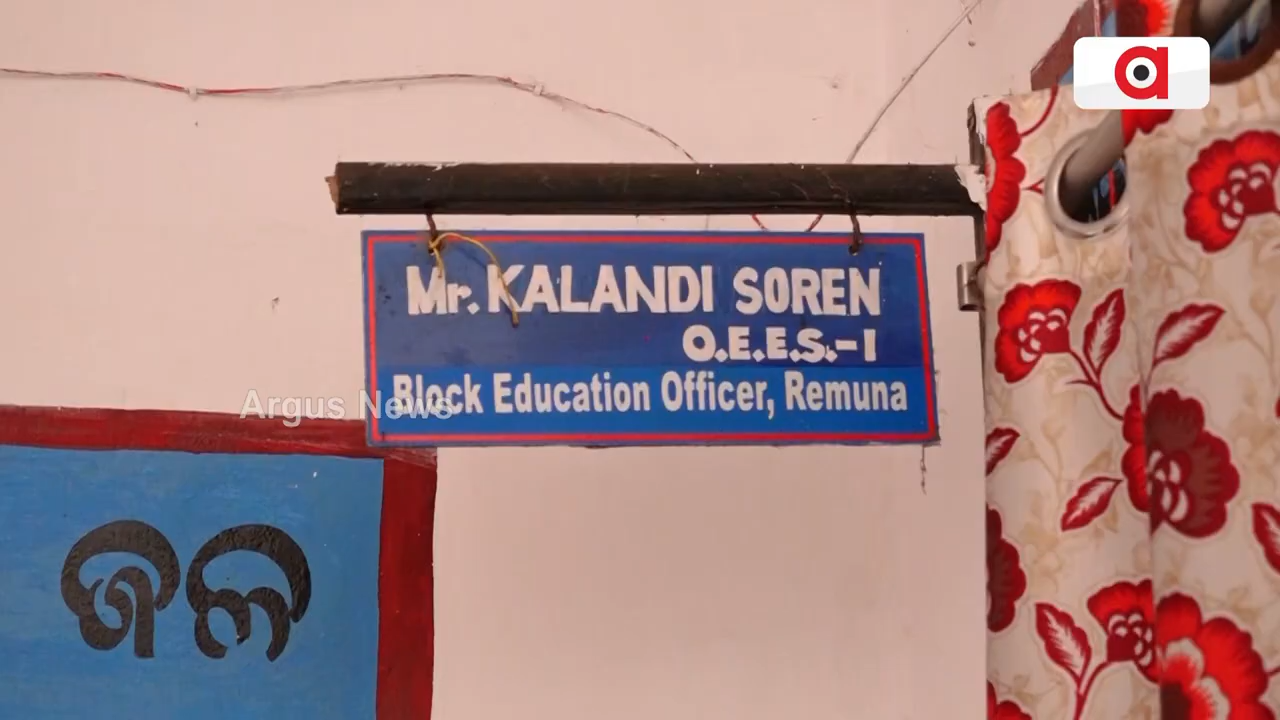 Mr. KALANDI SOREN
O.E.E.S.-I
Block Education Officer, Remuna
Argus News
ଜଳ